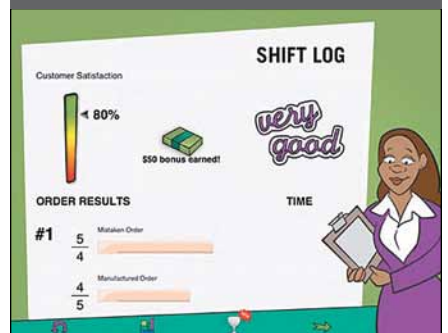 SHIFT LOG
Customer Satisfaction
80%
$50 bonus earned!
very
good
ORDER RESULTS
TIME
#1
5
4
Mistaken Order
4
5
Manufactured Order